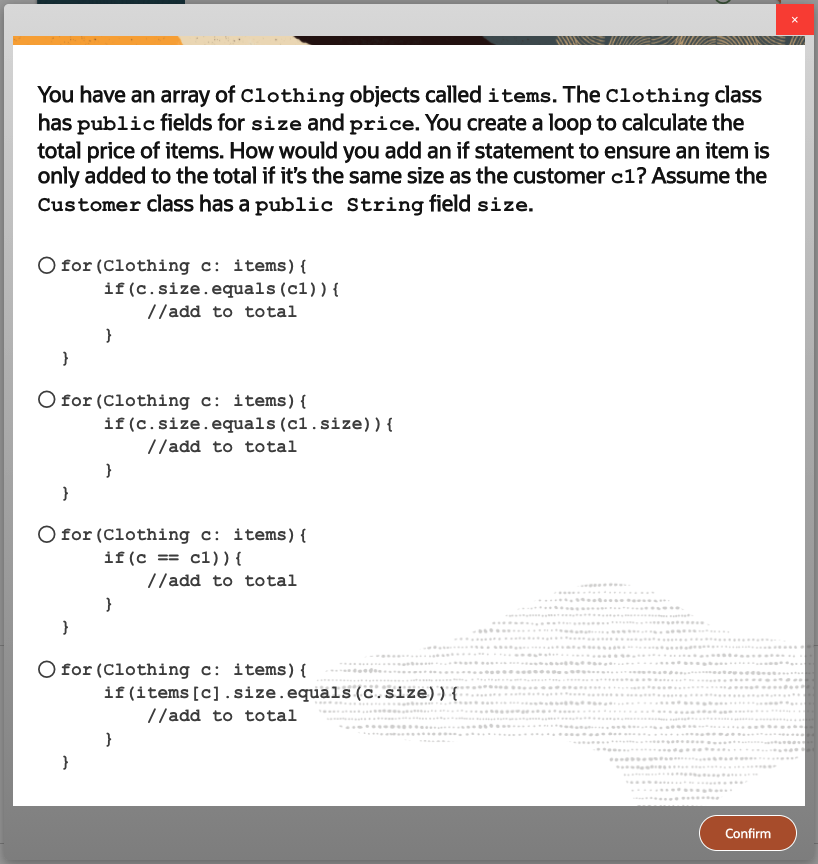 ×
You have an array of Clothing objects called items. The Clothing class
has public fields for size and price. You create a loop to calculate the
total price of items. How would you add an if statement to ensure an item is
only added to the total if it's the same size as the customer c1? Assume the
Customer class has a public String field size.
for(Clothing c: items){
if(c.size.equals(c1)){
//add to total
}
}
for(Clothing c: items){
if(c.size.equals(c1.size)){
//add to total
}
}
for(Clothing c: items){
if(c == c1)){
//add to total
}
}
for(Clothing c: items){
if(items[c].size.equals(c.size)){
//add to total
}
}
Confirm